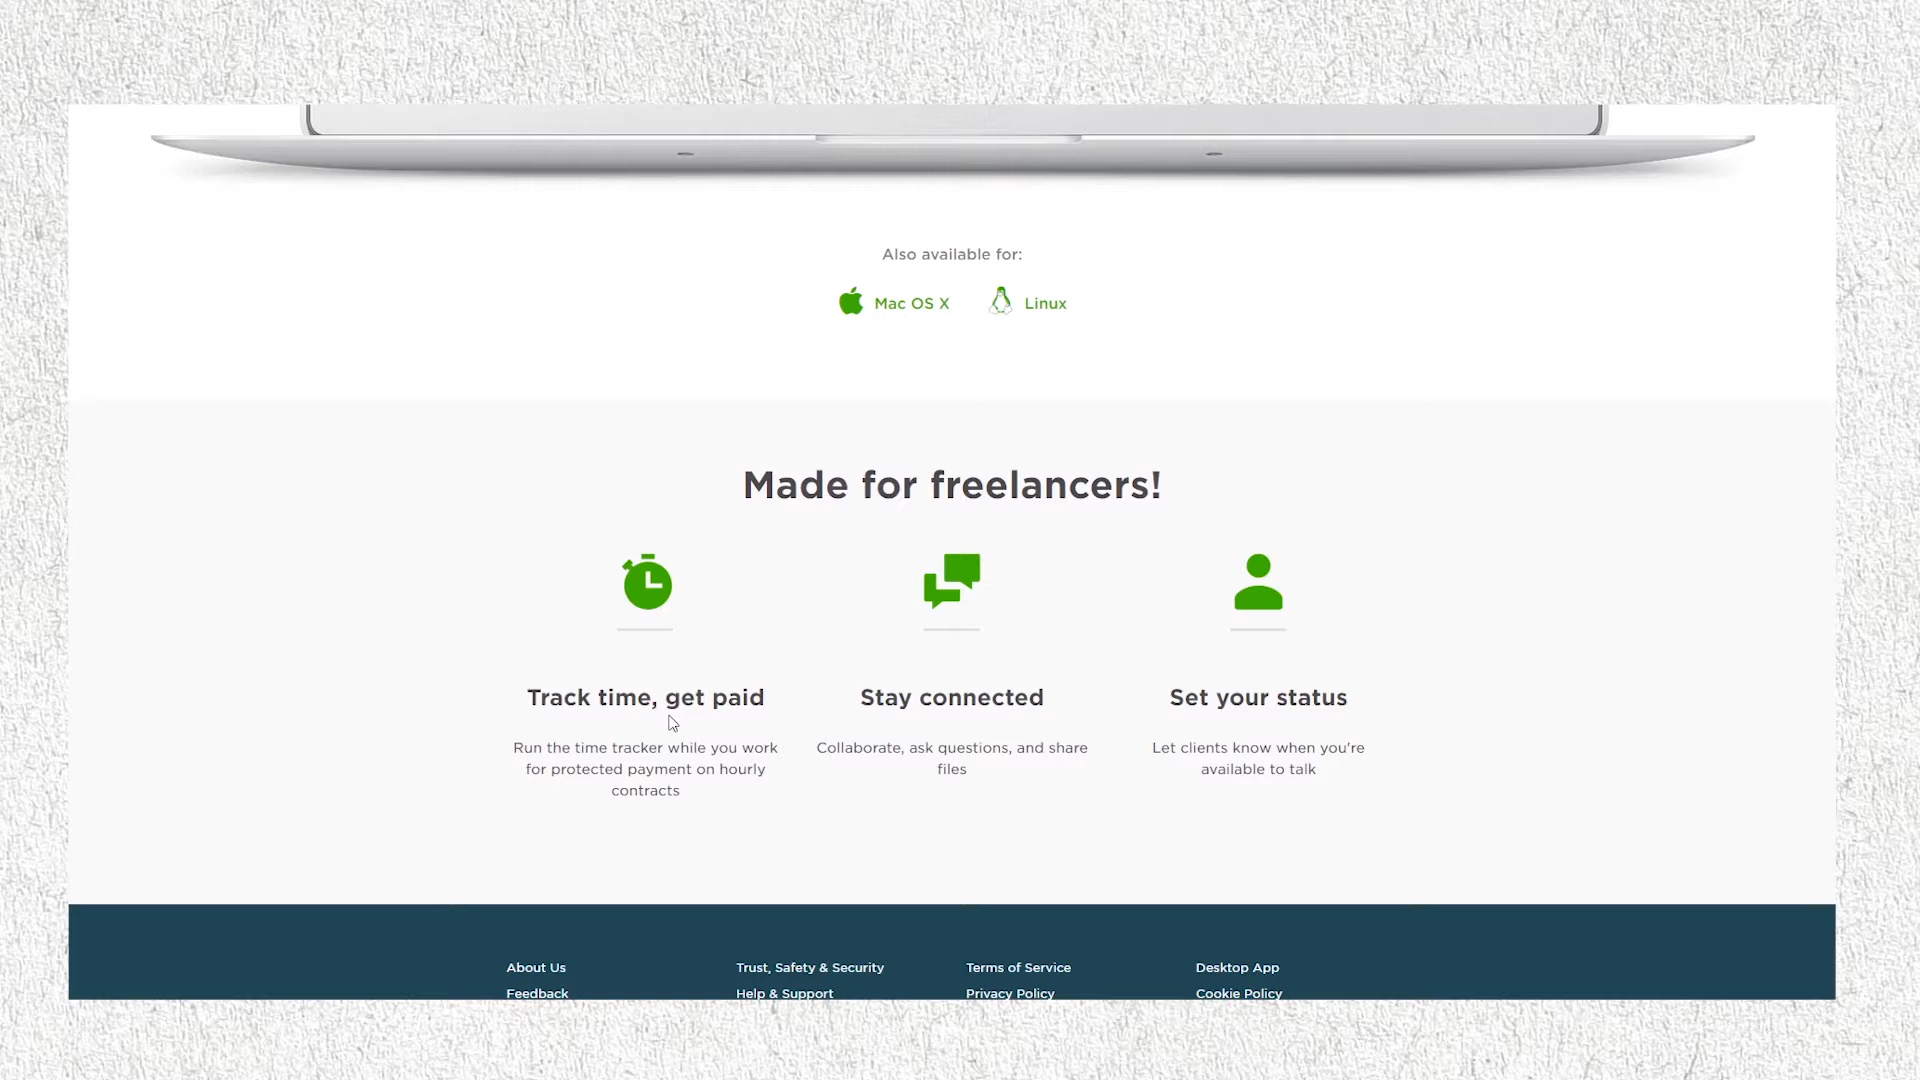 Also available for:
Mac OS X
Linux
Made for freelancers!
Track time, get paid
Run the time tracker while you work
for protected payment on hourly
contracts
Stay connected
Collaborate, ask questions, and share
files
Set your status
Let clients know when you're
available to talk
About Us
Trust, Safety & Security
Terms of Service
Desktop App
Feedback
Help & Support
Privacy Policy
Cookie Policy